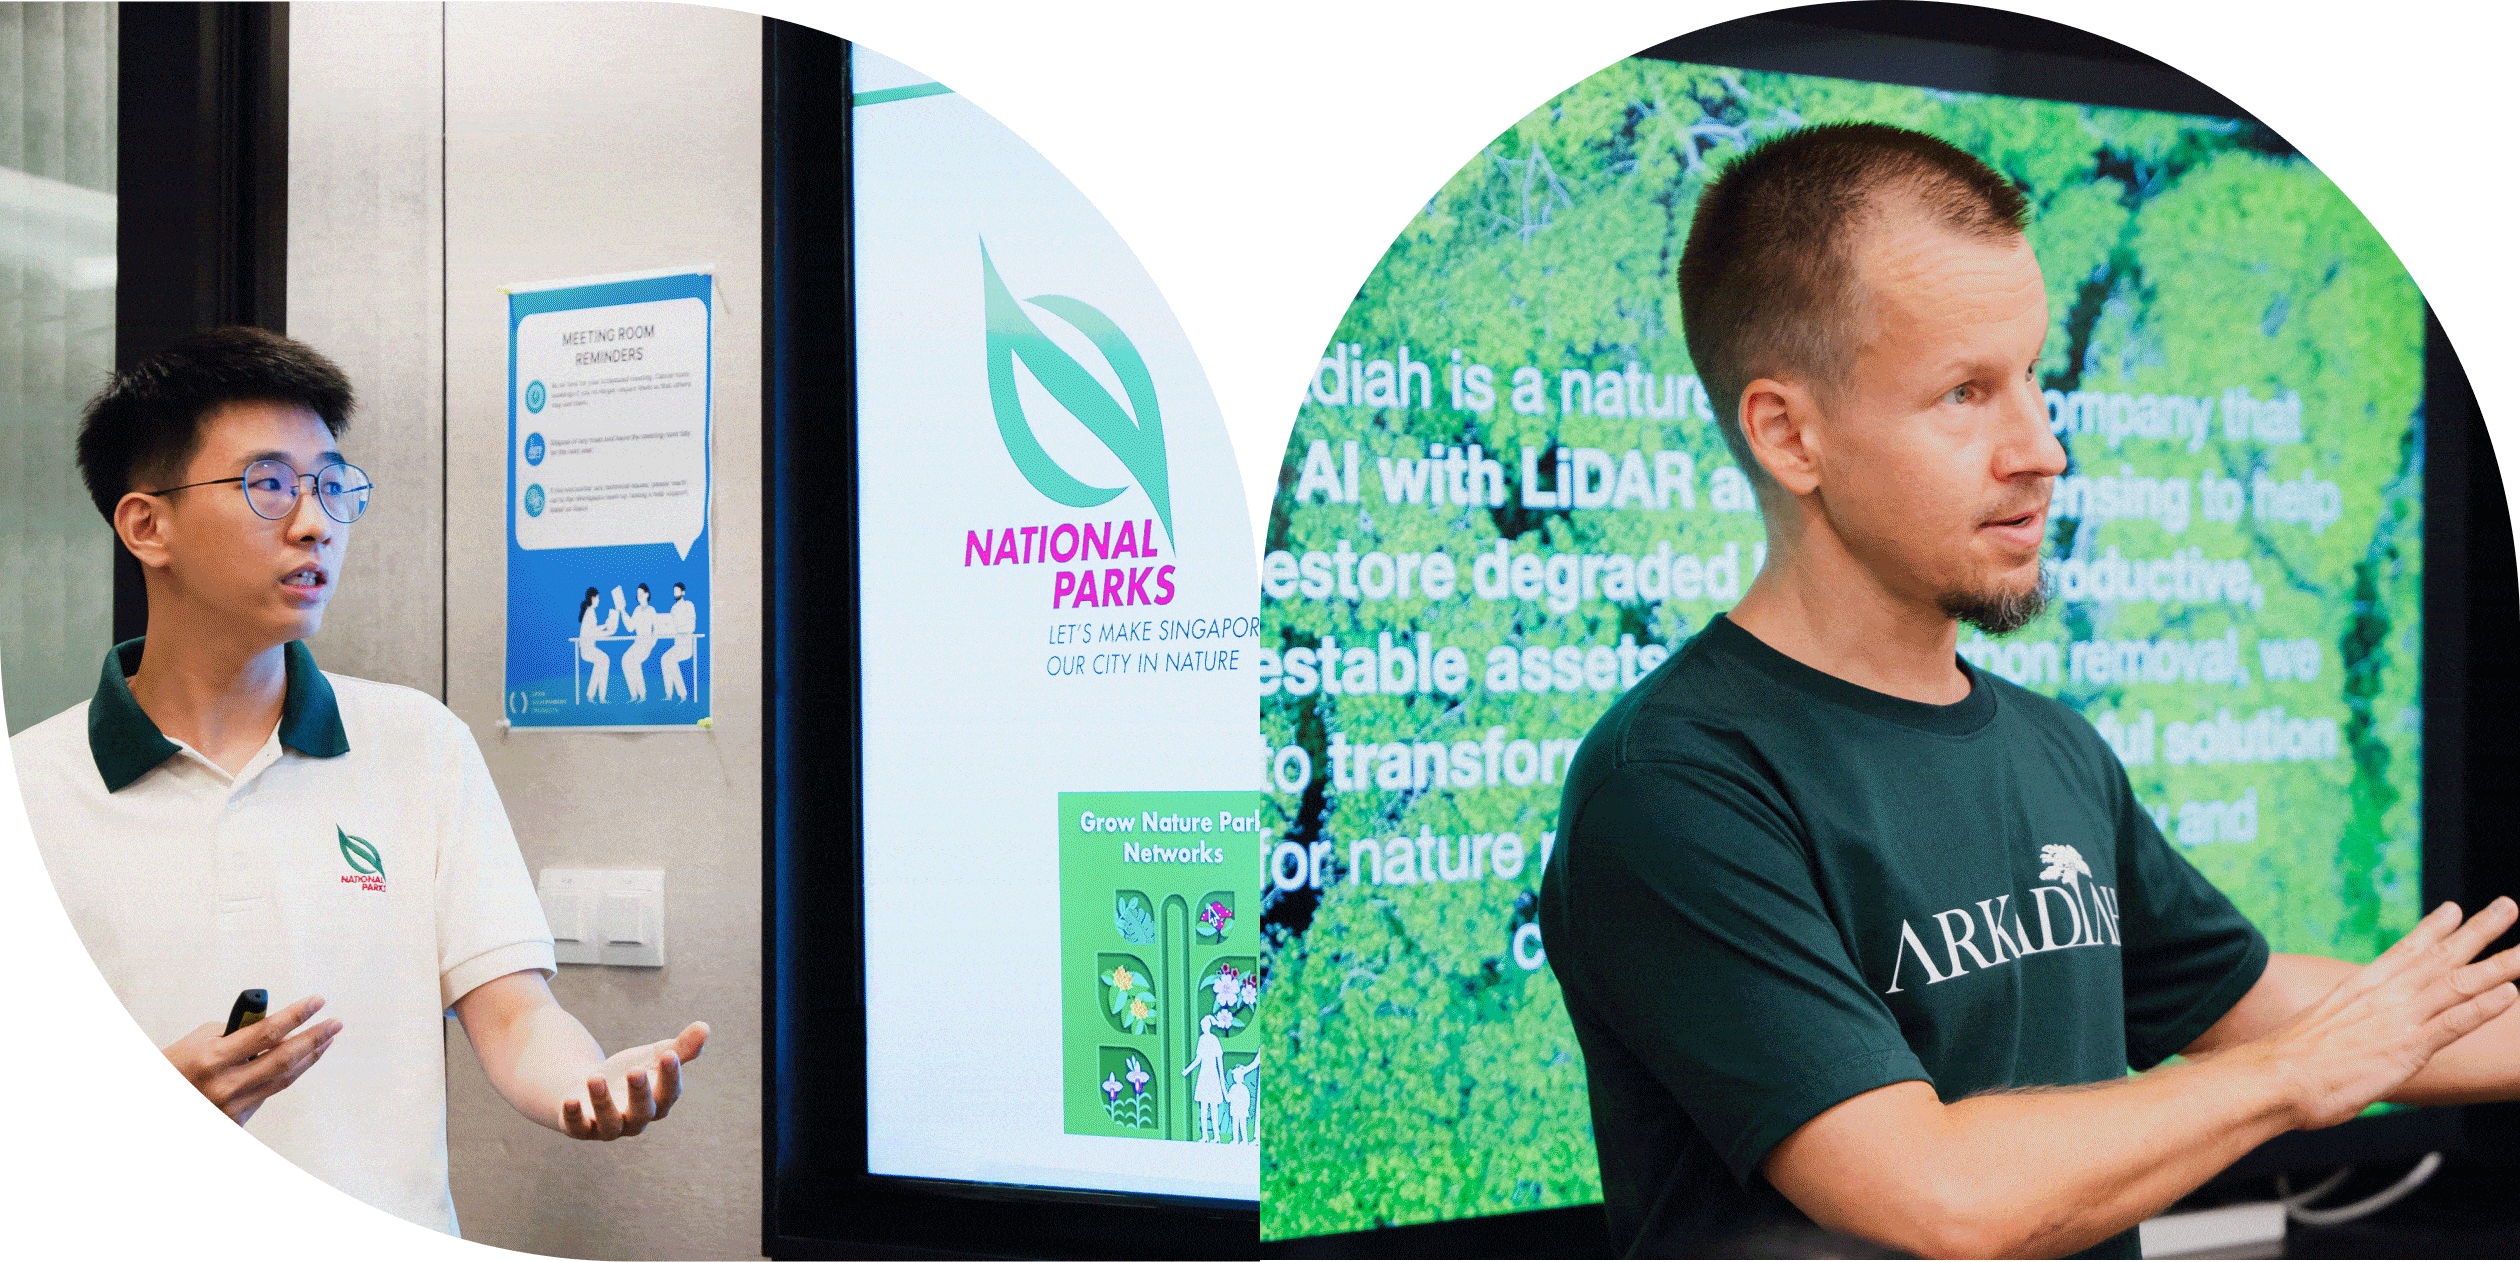 MEETING ROOM
REMINDERS
NATIONAL
PARKS
LET'S MAKE SINGAPOR
OUR CITY IN NATURE
Grow Nature Park
Networks
NATIONAL
PARKS
diah is a nature ompany that
AI with LiDAR a ensing to help
estore degraded roductive,
estable assets bon removal, we
to transfor ful solution
for nature and
ARKADIAH